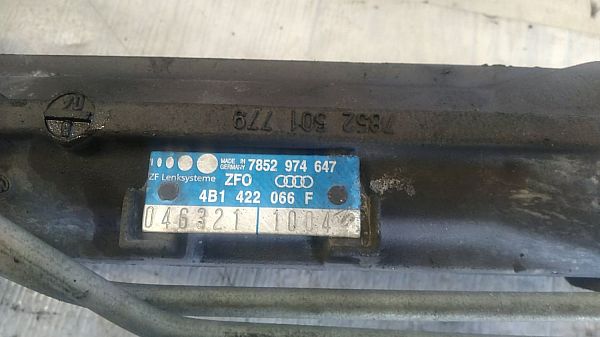 7852 501 779
MADE IN GERMANY 7852 974 647
ZF Lenksysteme ZFO
4B1 422 066 F
046321 1004